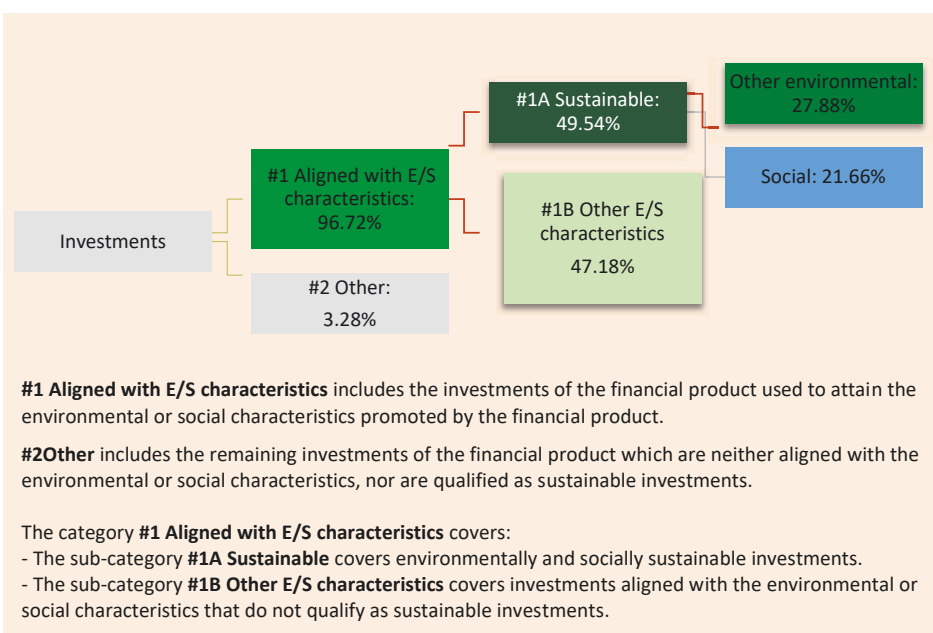 Investments
#1 Aligned with E/S
characteristics:
96.72%
#2 Other:
3.28%
#1A Sustainable:
49.54%
#1B Other E/S
characteristics
47.18%
Other environmental:
27.88%
Social: 21.66%
#1 Aligned with E/S characteristics includes the investments of the financial product used to attain the
environmental or social characteristics promoted by the financial product.
#2Other includes the remaining investments of the financial product which are neither aligned with the
environmental or social characteristics, nor are qualified as sustainable investments.
The category #1 Aligned with E/S characteristics covers:
- The sub-category #1A Sustainable covers environmentally and socially sustainable investments.
- The sub-category #1B Other E/S characteristics covers investments aligned with the environmental or
social characteristics that do not qualify as sustainable investments.